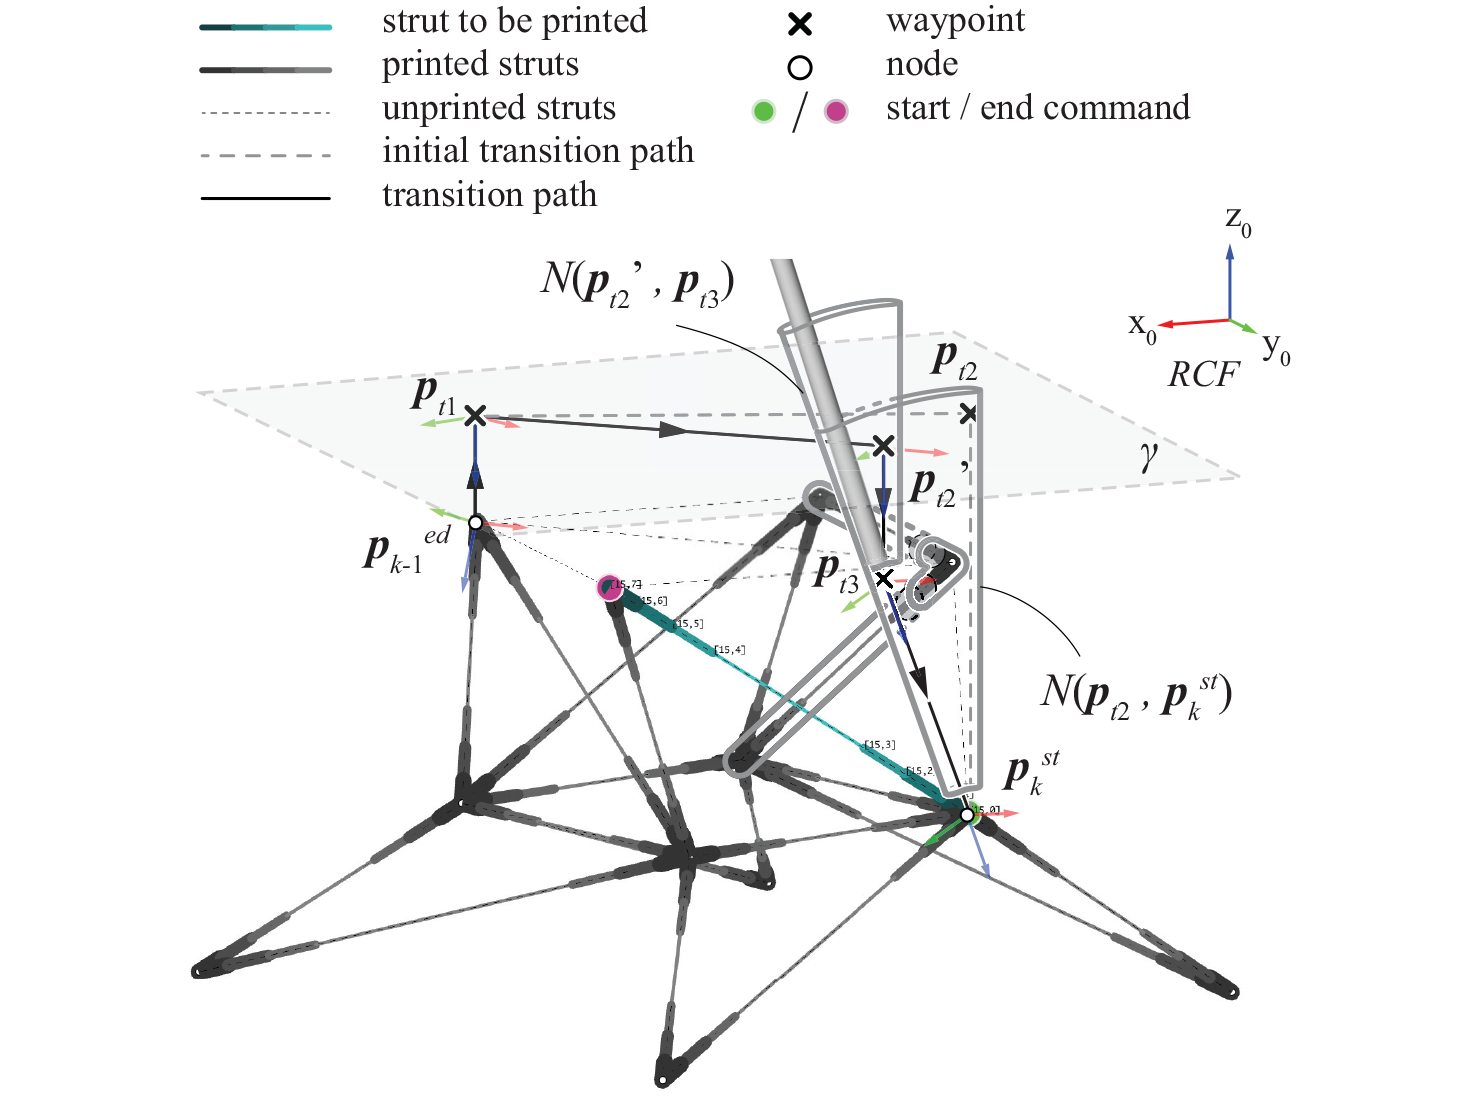 strut to be printed
waypoint
printed struts
node
unprinted struts
/
start / end command
initial transition path
transition path
z0
x0
y0
RCF
N(pt2’ , pt3)
pt2
pt1
γ
pt2’
pk-1ed
pt3
[15,7]
[15,6]
[15,5]
[15,4]
N(pt2 , pkst)
[15,3]
[15,2]
pkst
15,0]